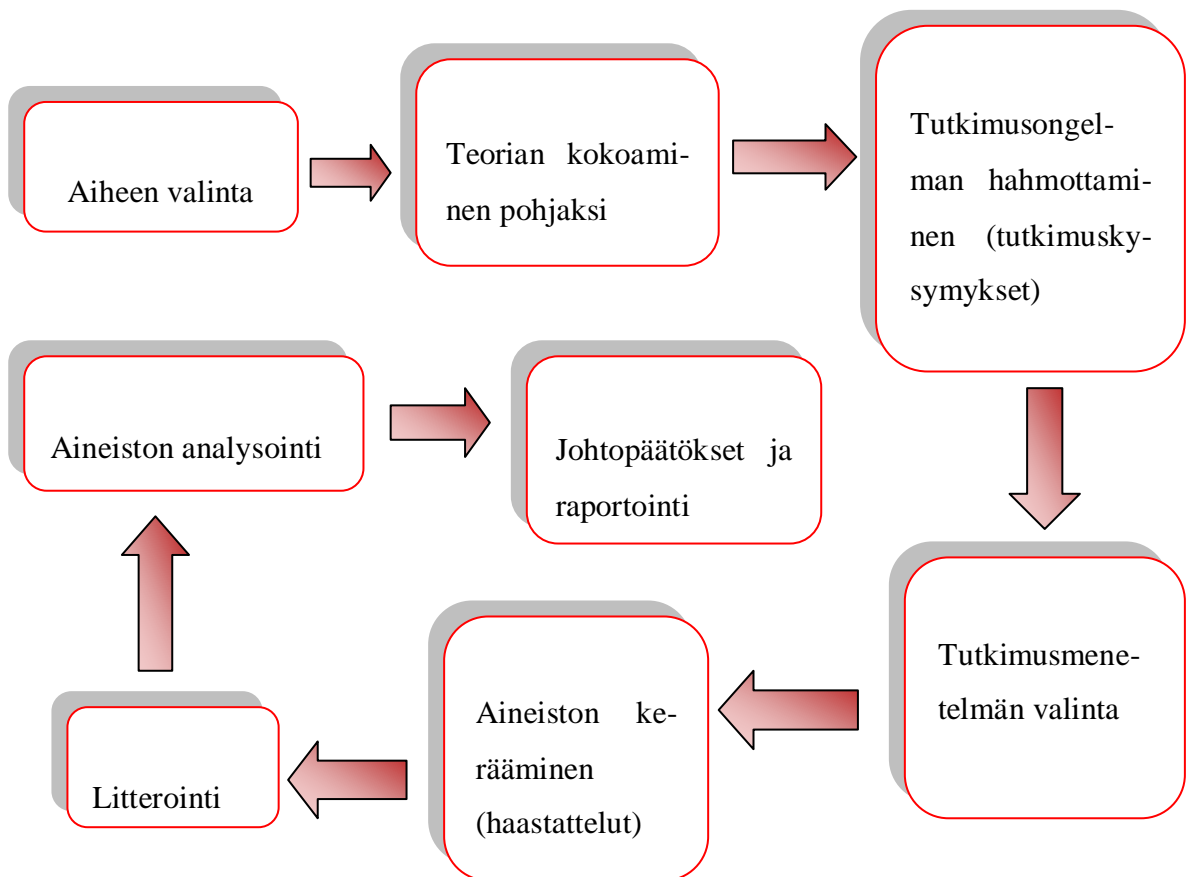 Aiheen valinta
Teorian kokoami-
nen pohjaksi
Tutkimusongel-
man hahmottami-
nen (tutkimusky-
symykset)
Tutkimusmene-
telmän valinta
Aineiston ke-
rääminen
(haastattelut)
Litterointi
Aineiston analysointi
Johtopäätökset ja
raportointi